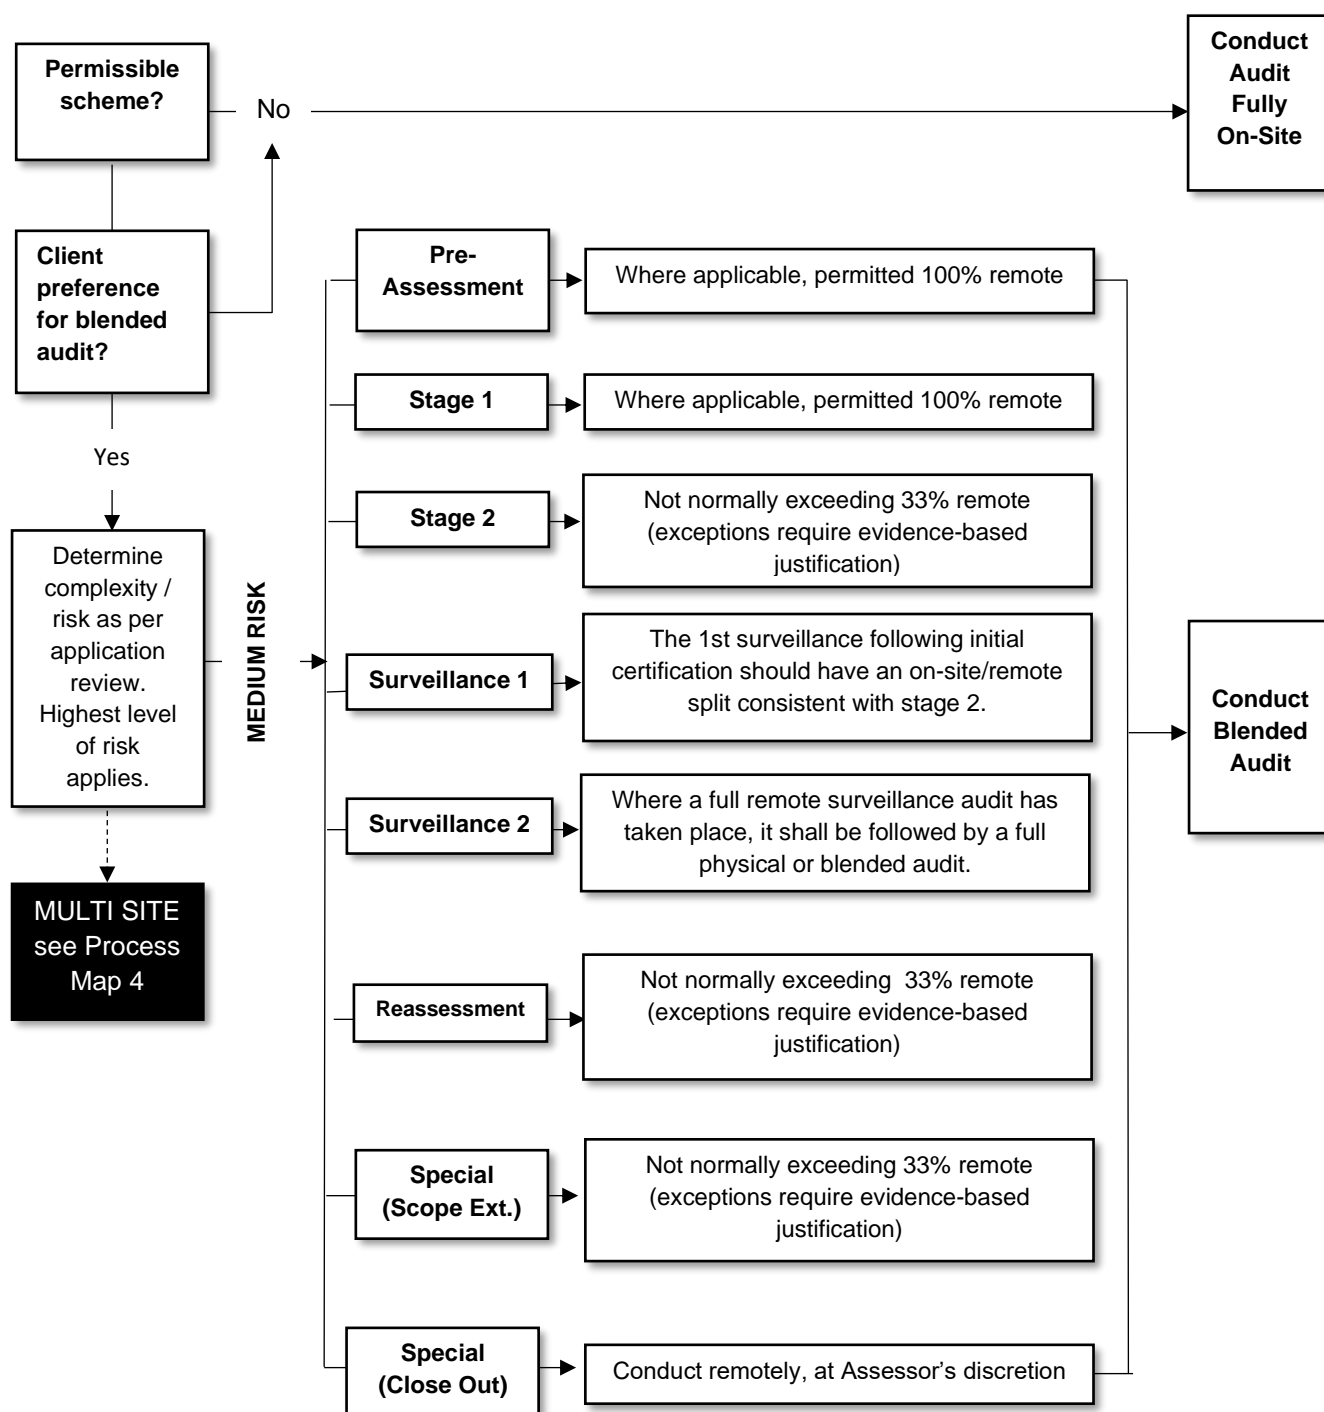 Permissible
scheme?
No
Conduct
Audit
Fully
On-Site
Client
preference
for blended
audit?
Yes
Determine
complexity /
risk as per
application
review.
Highest level
of risk
applies.
MULTI SITE
see Process
Map 4
MEDIUM RISK
Pre-
Assessment
Where applicable, permitted 100% remote
Stage 1
Where applicable, permitted 100% remote
Stage 2
Not normally exceeding 33% remote
(exceptions require evidence-based
justification)
Surveillance 1
The 1st surveillance following initial
certification should have an on-site/remote
split consistent with stage 2.
Surveillance 2
Where a full remote surveillance audit has
taken place, it shall be followed by a full
physical or blended audit.
Reassessment
Not normally exceeding  33% remote
(exceptions require evidence-based
justification)
Special
(Scope Ext.)
Not normally exceeding 33% remote
(exceptions require evidence-based
justification)
Special
(Close Out)
Conduct remotely, at Assessor’s discretion
Conduct
Blended
Audit